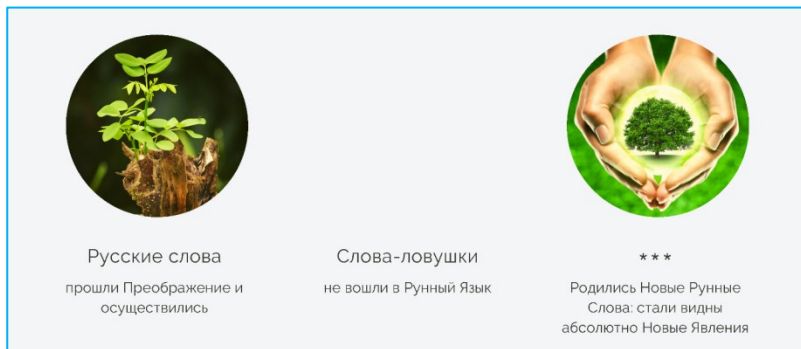 Русские слова
прошли Преображение и
осуществились
Слова-ловушки
не вошли в Рунный Язык
***
Родились Новые Рунные
Слова: стали видны
абсолютно Новые Явления